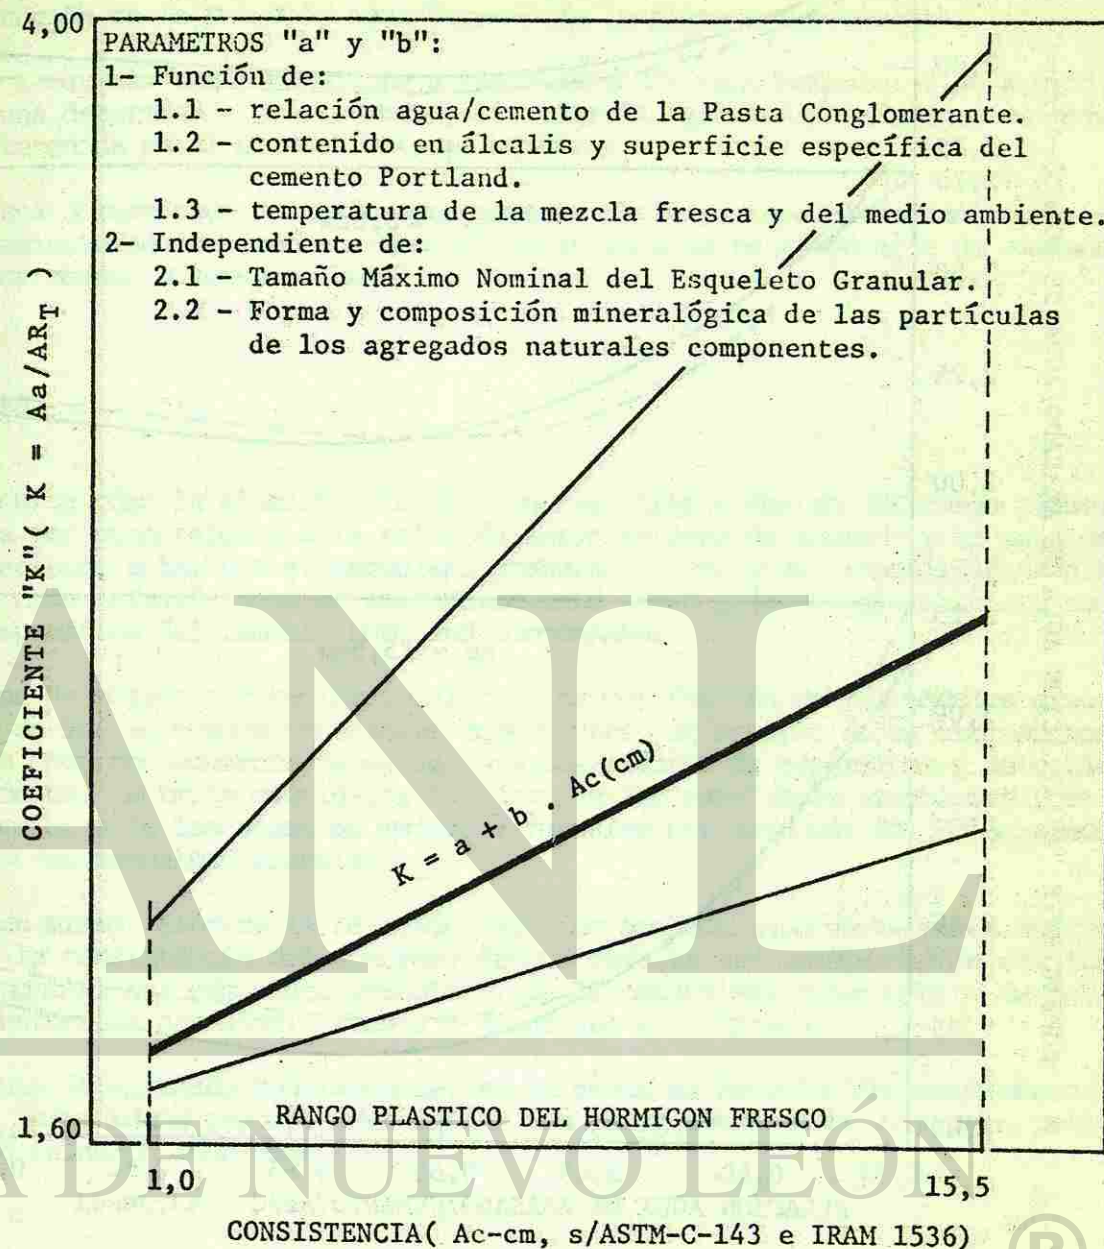 4,00
PARAMETROS "a" y "b":
1- Función de:
1.1 - relación agua/cemento de la Pasta Conglomerante.
1.2 - contenido en álcalis y superficie específica del
cemento Portland.
1.3 - temperatura de la mezcla fresca y del medio ambiente.
2- Independiente de:
2.1 - Tamaño Máximo Nominal del Esqueleto Granular.
2.2 - Forma y composición mineralógica de las partículas
de los agregados naturales componentes.
COEFICIENTE "K"( K = Aa/AR_T )
K = a + b . Ac(cm)
ANL
RANGO PLASTICO DEL HORMIGON FRESCO
1,60
A DE NUEVO LEÓN
1,0
15,5
CONSISTENCIA( Ac-cm, s/ASTM-C-143 e IRAM 1536)
®